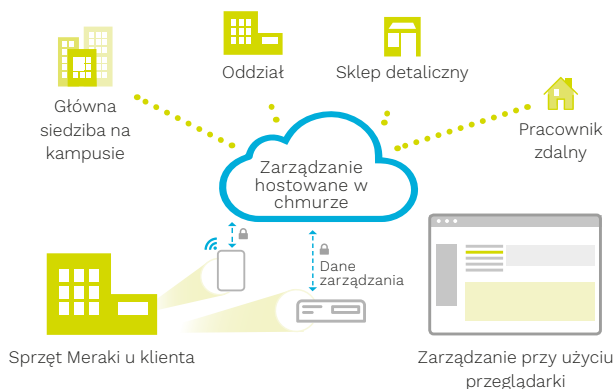 Oddział
Sklep detaliczny
Główna
siedziba na
kampusie
Pracownik
zdalny
Zarządzanie
hostowane w
chmurze
Dane
zarządzania
Sprzęt Meraki u klienta
Zarządzanie przy użyciu
przeglądarki